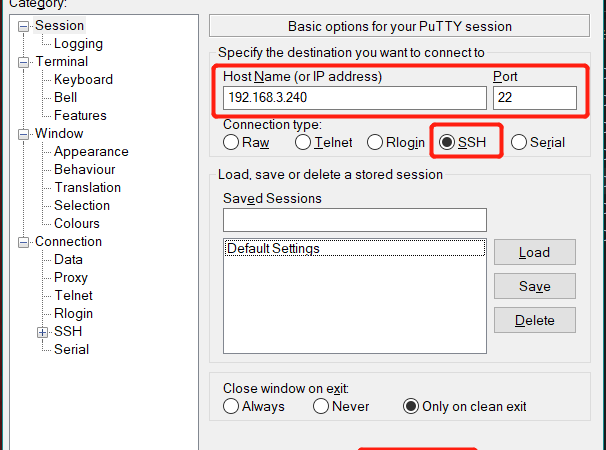 Category:
Session
Logging
Terminal
Keyboard
Bell
Features
Window
Appearance
Behaviour
Translation
Selection
Colours
Connection
Data
Proxy
Telnet
Rlogin
SSH
Serial
Basic options for your PuTTY session
Specify the destination you want to connect to
Host Name (or IP address) Port
192.168.3.240 22
Connection type:
Raw Telnet Rlogin SSH Serial
Load, save or delete a stored session
Saved Sessions
Default Settings
Load
Save
Delete
Close window on exit:
Always Never Only on clean exit